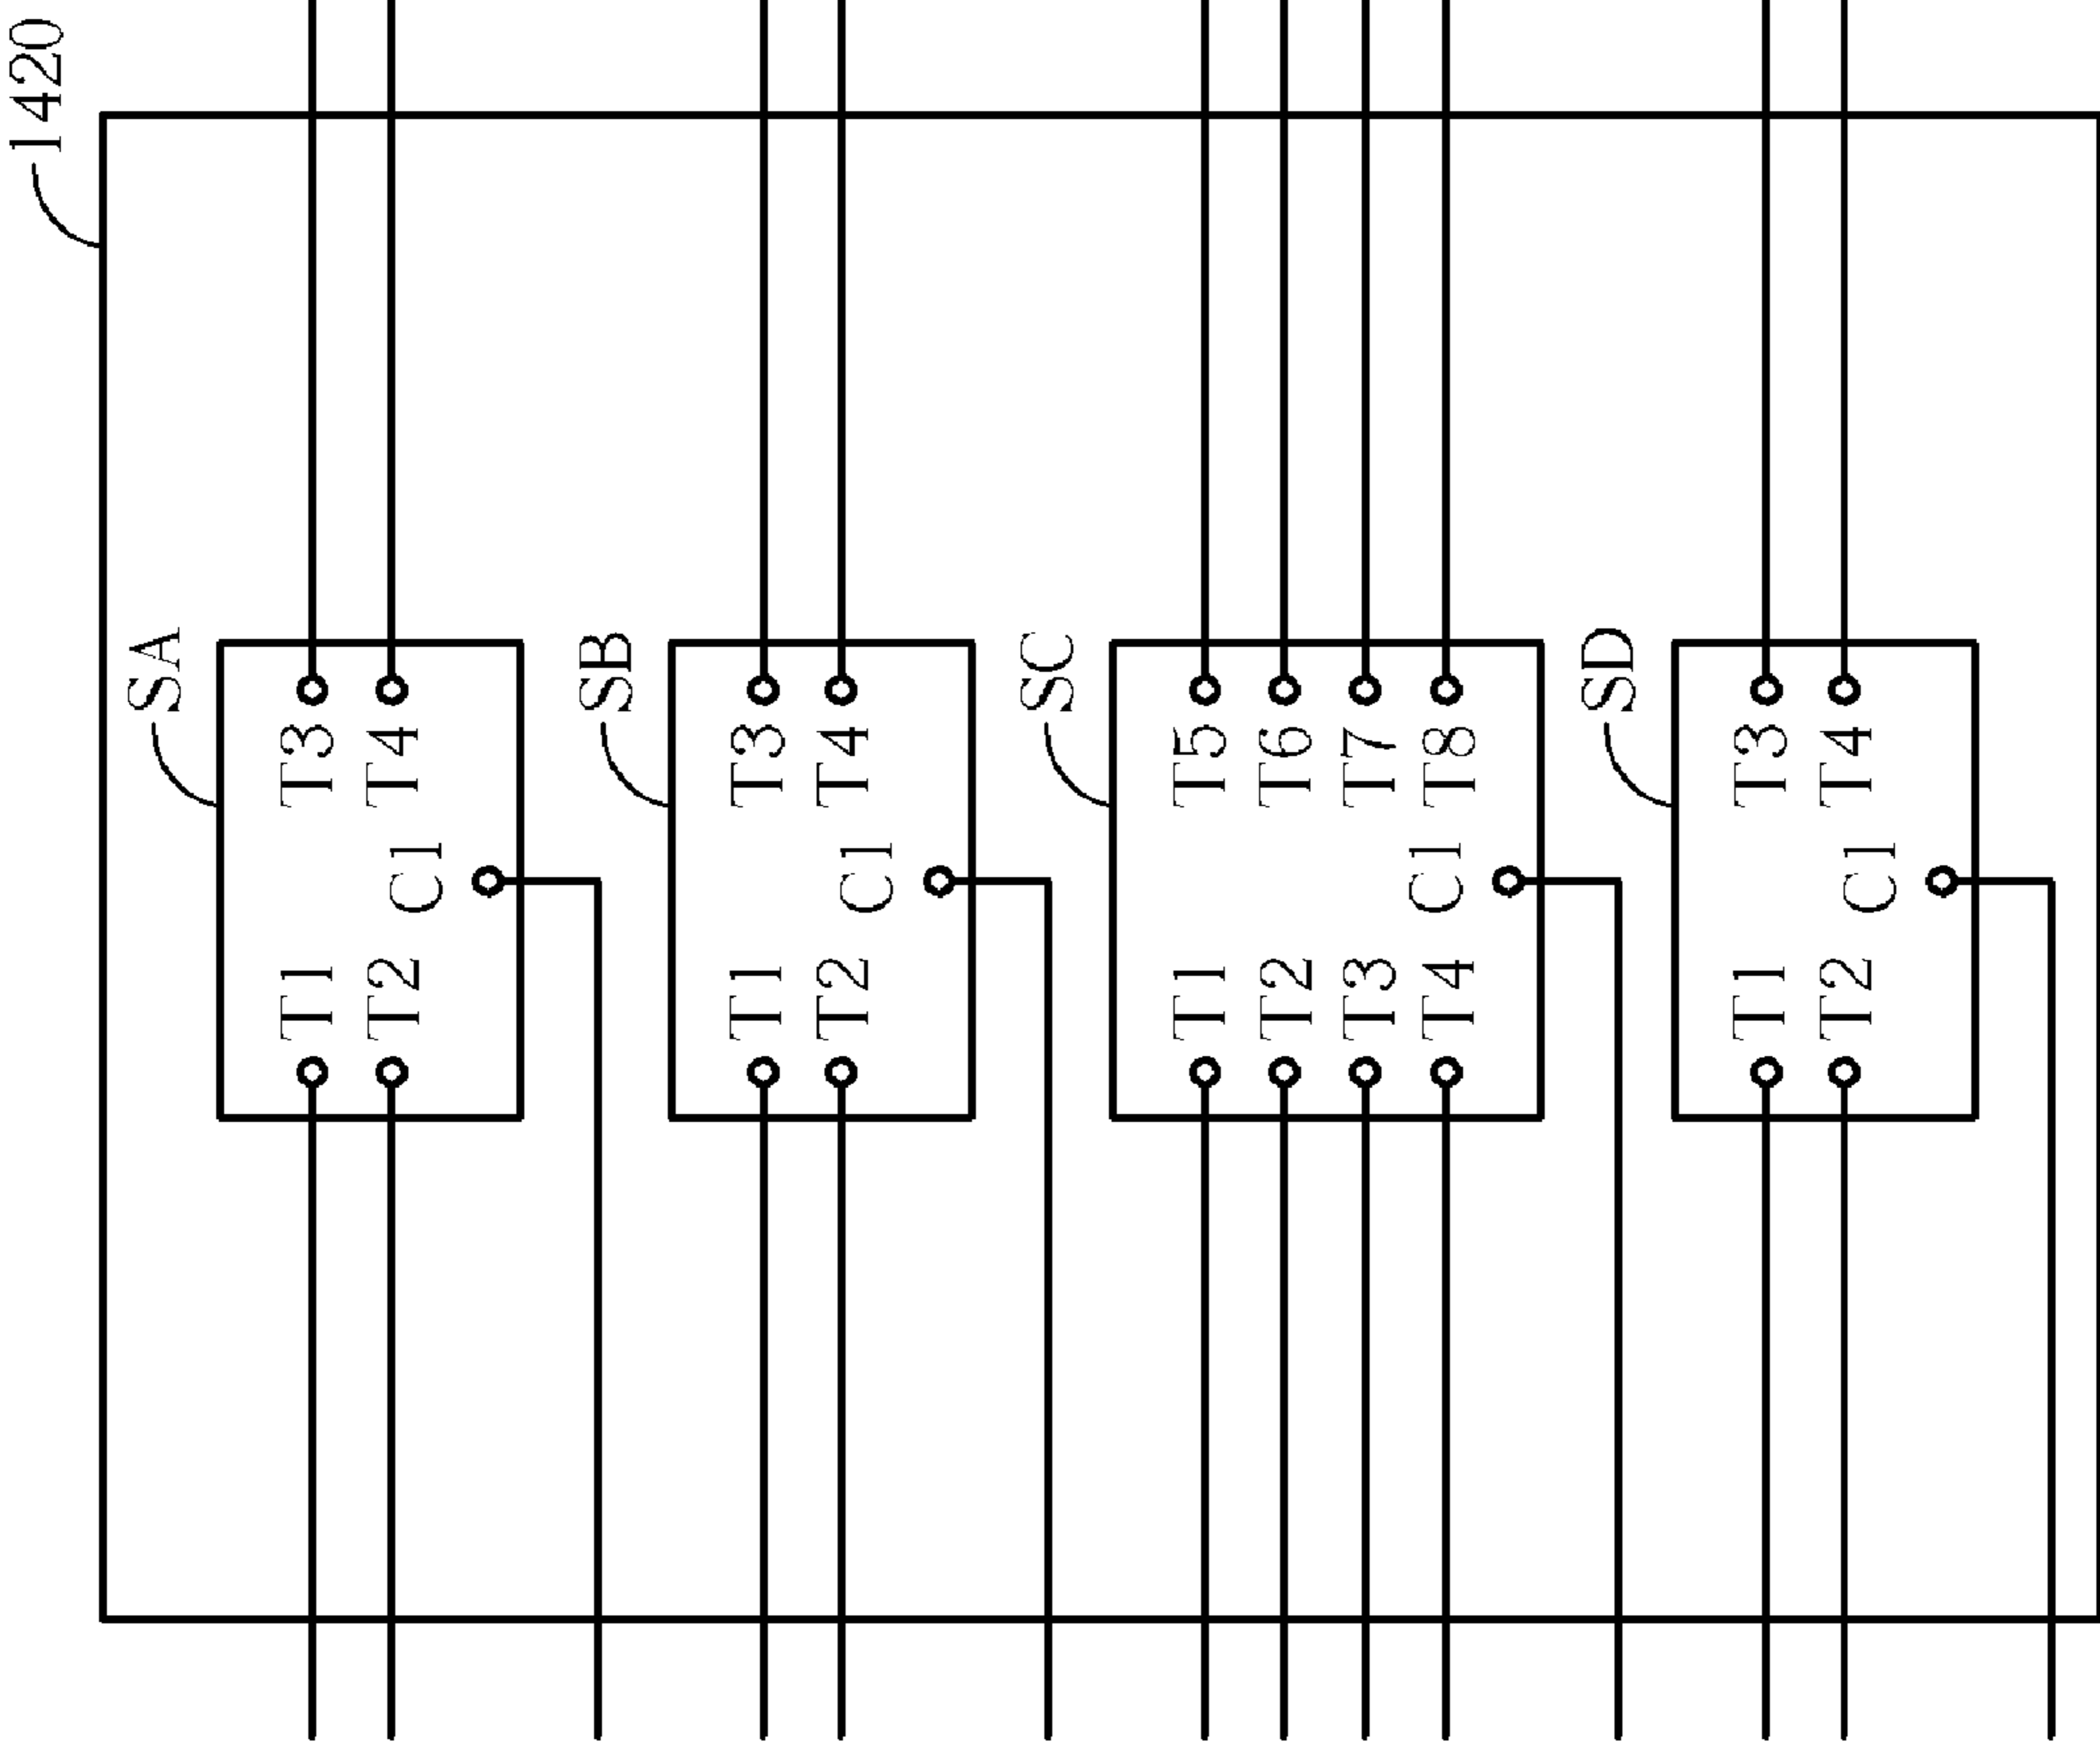 1420
SA
T1 T3
T2 T4
C1
SB
T1 T3
T2 T4
C1
SC
T1 T5
T2 T6
T3 T7
T4 C1 T8
SD
T1 T3
T2 T4
C1